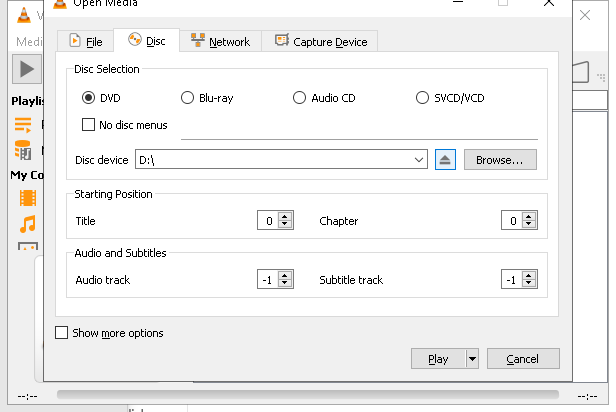 Open Media
Medi
File
Disc
Network
Capture Device
Disc Selection
DVD
Blu-ray
Audio CD
SVCD/VCD
No disc menus
Disc device
D:\
Browse...
Starting Position
Title
0
Chapter
0
Audio and Subtitles
Audio track
-1
Subtitle track
-1
Show more options
Play
Cancel
Playlis
My Co
--:--
--:--